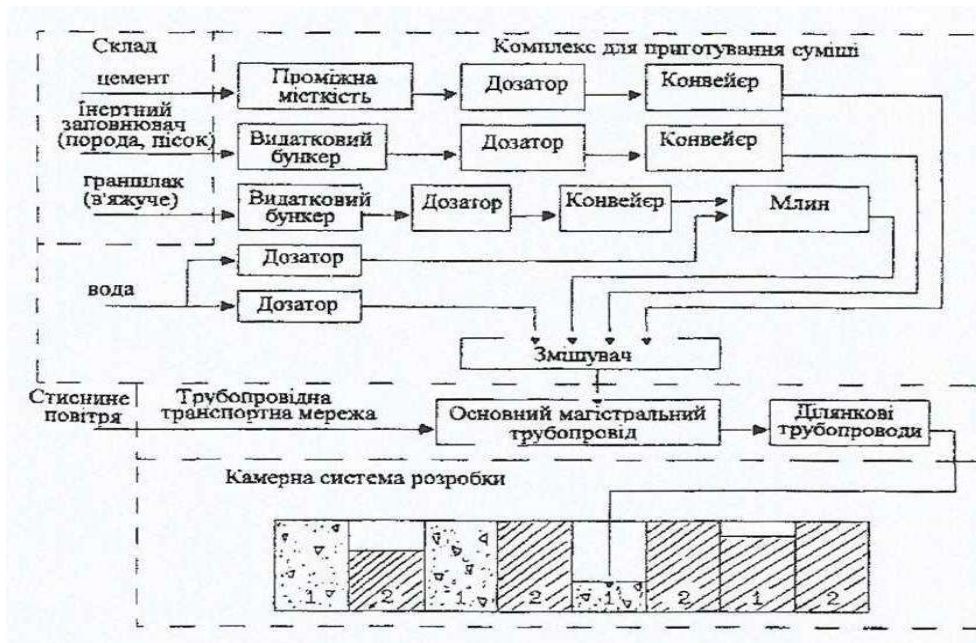 Склад
Комплекс для приготування суміші
цемент
Проміжна
місткість
Дозатор
Конвейєр
інертний
заповнювач
(порода, пісок)
Видатковий
бункер
Дозатор
Конвейєр
граншлак
(в'яжуче)
Видатковий
бункер
Дозатор
Конвейєр
Млин
Дозатор
вода
Дозатор
Змішувач
Стиснине
повітря
Трубопровідна
транспортна мережа
Основний магістральний
трубопровід
Ділянкові
трубопроводи
Камерна система розробки
1 2 1 2 1 2 1 2